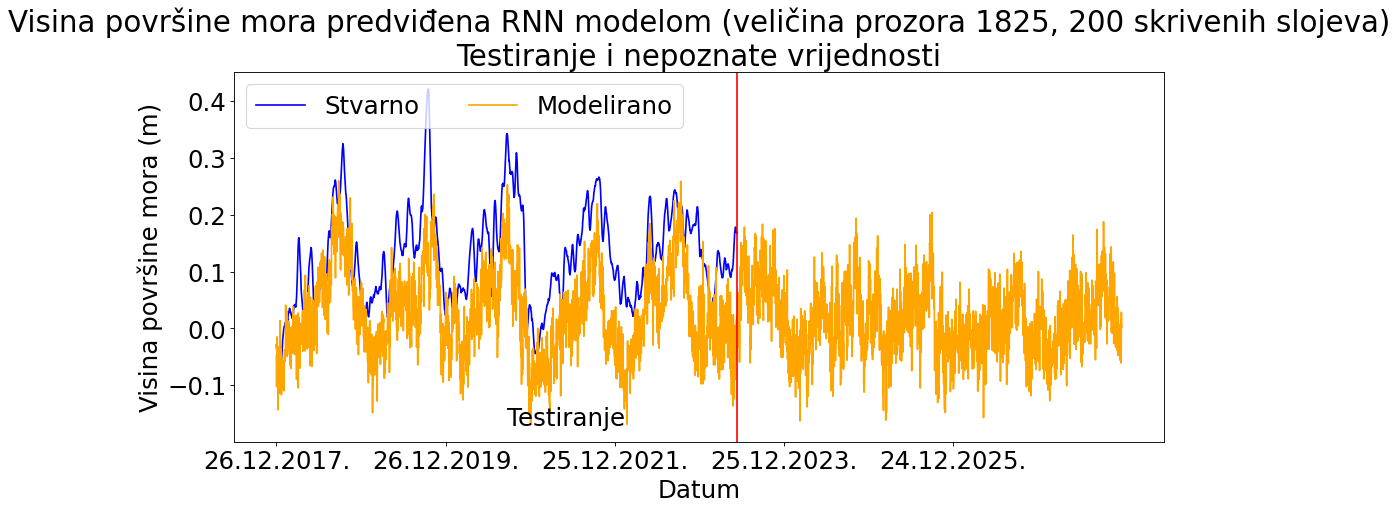 Visina površine mora predviđena RNN modelom (veličina prozora 1825, 200 skrivenih slojeva)
Testiranje i nepoznate vrijednosti
Stvarno
Modelirano
Visina površine mora (m)
0.4
0.3
0.2
0.1
0.0
−0.1
Testiranje
26.12.2017.
26.12.2019.
25.12.2021.
25.12.2023.
24.12.2025.
Datum